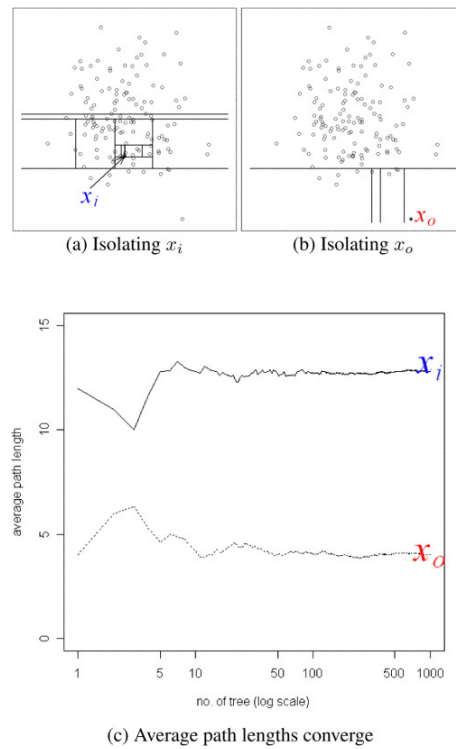 x_i
x_o
(a) Isolating x_i
(b) Isolating x_o
average path length
15
10
5
0
x_i
x_o
1
5
10
50
100
500
1000
no. of tree (log scale)
(c) Average path lengths converge